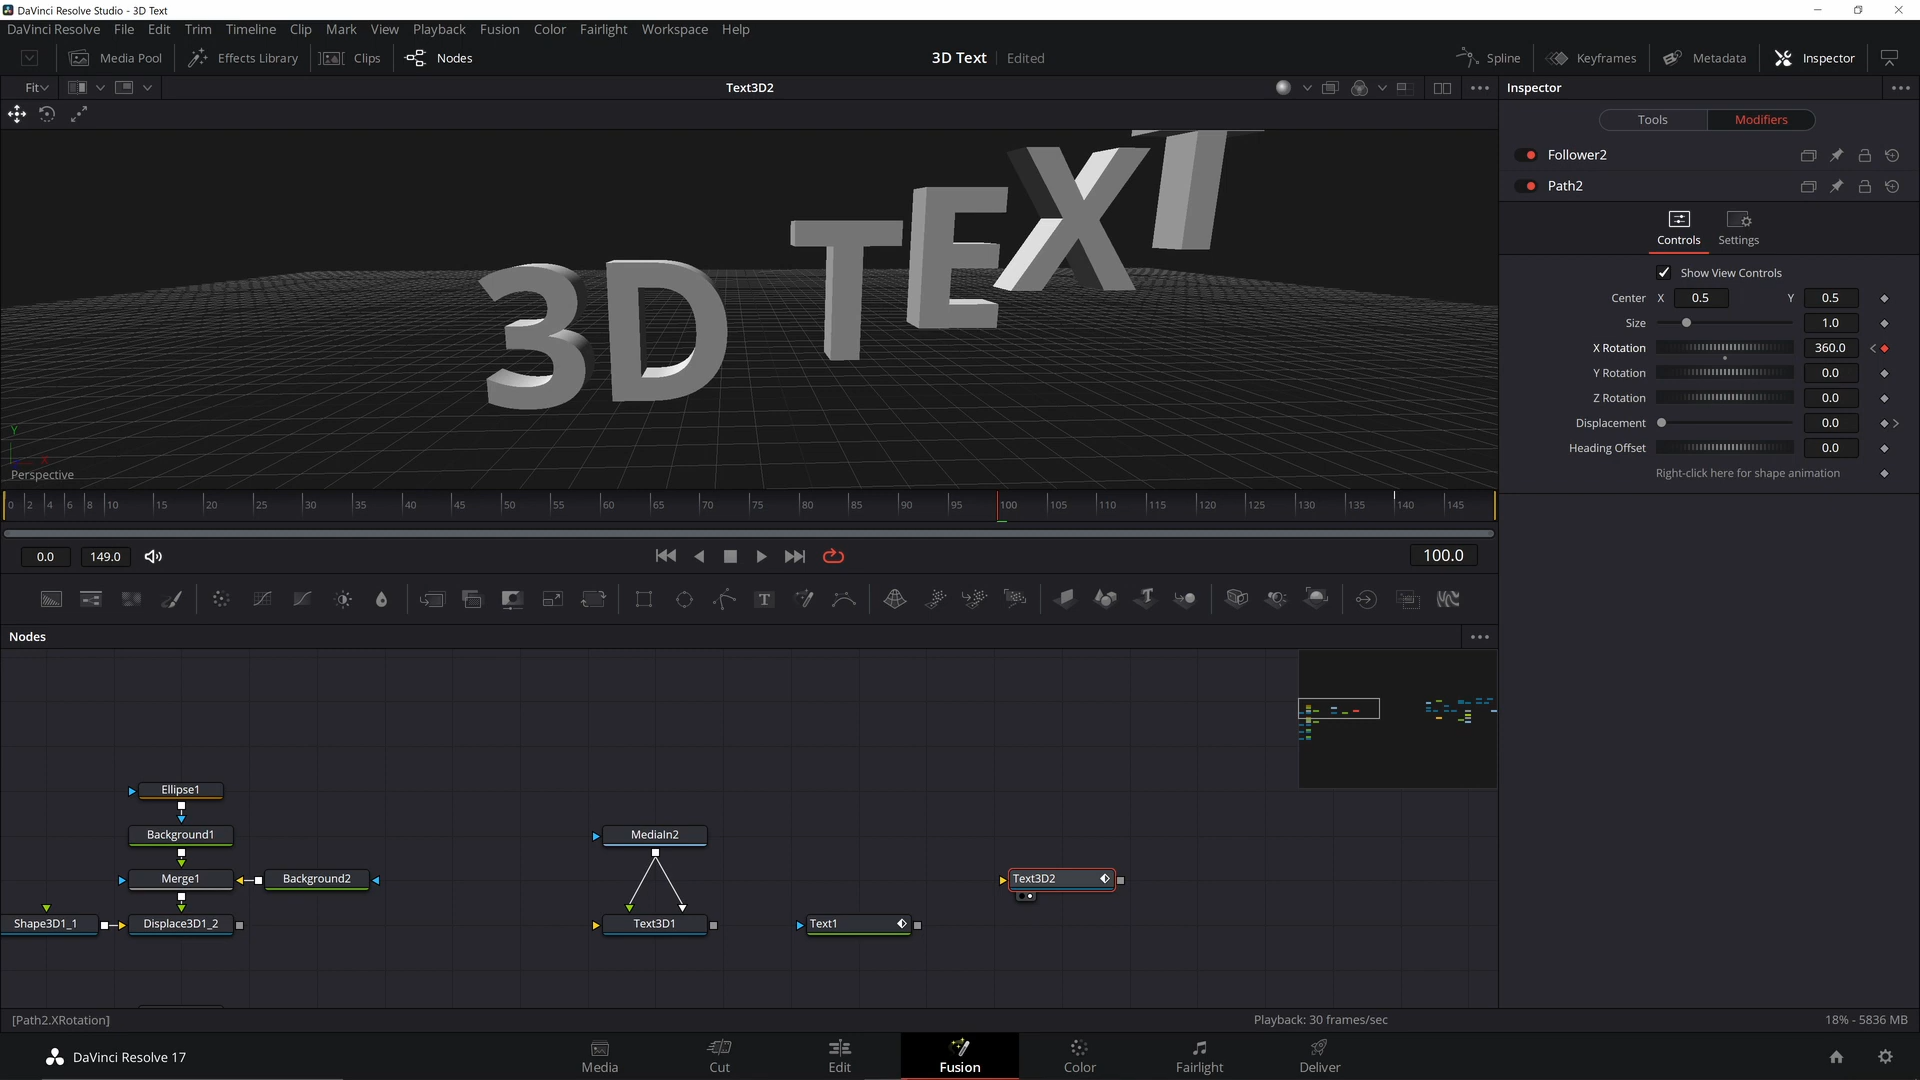 DaVinci Resolve Studio - 3D Text
DaVinci Resolve File Edit Trim Timeline Clip Mark View Playback Fusion Color Fairlight Workspace Help
Media Pool Effects Library Clips Nodes 3D Text Edited Spline Keyframes Metadata Inspector
Fit Text3D2 Inspector
Tools Modifiers
Follower2
Path2
Controls Settings
Show View Controls
Center X 0.5 Y 0.5
Size 1.0
X Rotation 360.0
Y Rotation 0.0
Z Rotation 0.0
Displacement 0.0
Heading Offset 0.0
Right-click here for shape animation
3D TEXT
Y
X
Perspective
0 2 4 6 8 10 15 20 25 30 35 40 45 50 55 60 65 70 75 80 85 90 95 100 105 110 115 120 125 130 135 140 145
0.0 149.0 100.0
Nodes
Ellipse1
Background1 MediaIn2
Merge1 Background2 Text3D2
Shape3D1_1 Displace3D1_2 Text3D1 Text1
[Path2.XRotation] Playback: 30 frames/sec 18% - 5836 MB
DaVinci Resolve 17 Media Cut Edit Fusion Color Fairlight Deliver